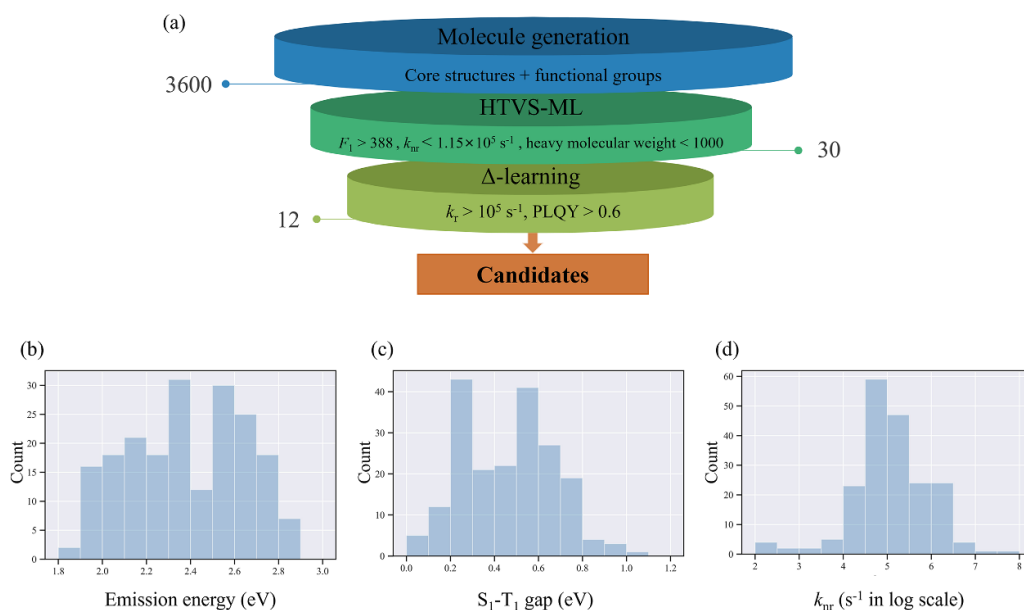 (a)
Molecule generation
Core structures + functional groups
3600
HTVS-ML
F₁ > 388 , kₙᵣ < 1.15×10⁵ s⁻¹ , heavy molecular weight < 1000
30
Δ-learning
kᵣ > 10⁵ s⁻¹, PLQY > 0.6
12
Candidates
(b)
30
25
20
15
10
5
0
Count
1.8 2.0 2.2 2.4 2.6 2.8 3.0
Emission energy (eV)
(c)
40
30
20
10
0
Count
0.0 0.2 0.4 0.6 0.8 1.0 1.2
S₁-T₁ gap (eV)
(d)
60
50
40
30
20
10
0
Count
2 3 4 5 6 7 8
kₙᵣ (s⁻¹ in log scale)